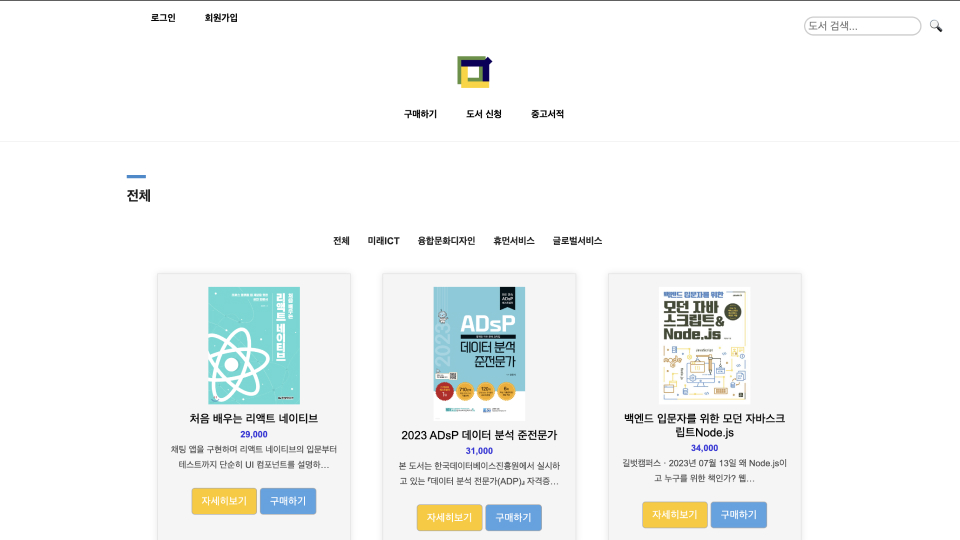 로그인 회원가입
도서 검색...
구매하기 도서 신청 중고서적
전체
전체 미래ICT 융합문화디자인 휴먼서비스 글로벌서비스
처음 배우는
리액트 네이티브
처음 배우는 리액트 네이티브
29,000
채팅 앱을 구현하며 리액트 네이티브의 입문부터
테스트까지 단순히 UI 컴포넌트를 설명하...
자세히보기 구매하기
2023
ADsP
데이터 분석
준전문가
2023 ADsP 데이터 분석 준전문가
31,000
본 도서는 한국데이터베이스진흥원에서 실시하
고 있는 『데이터 분석 전문가(ADP)』 자격증...
자세히보기 구매하기
백엔드 입문자를 위한
모던 자바
스크립트&
Node.js
백엔드 입문자를 위한 모던 자바스크
립트Node.js
34,000
길벗캠퍼스 · 2023년 07월 13일 왜 Node.js이
고 누구를 위한 책인가? 웹...
자세히보기 구매하기